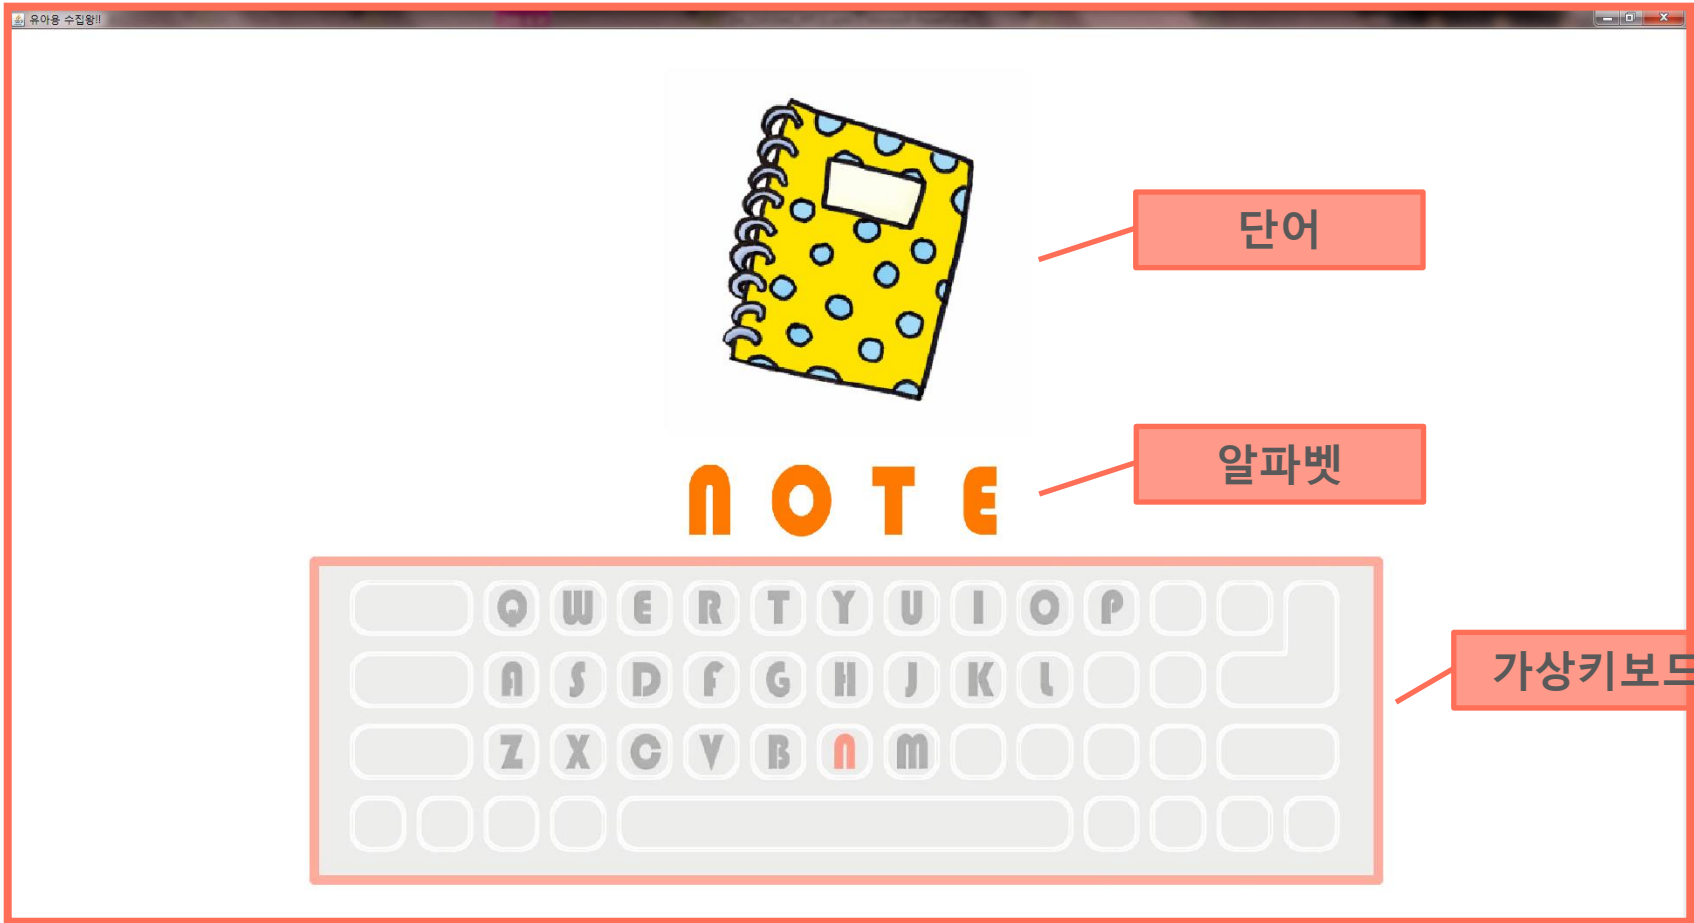 유아용 수집왕!!
단어
알파벳
NOTE
QWERTYUIOP
ASDFGHJKL
가상키보드
ZXCVBNM